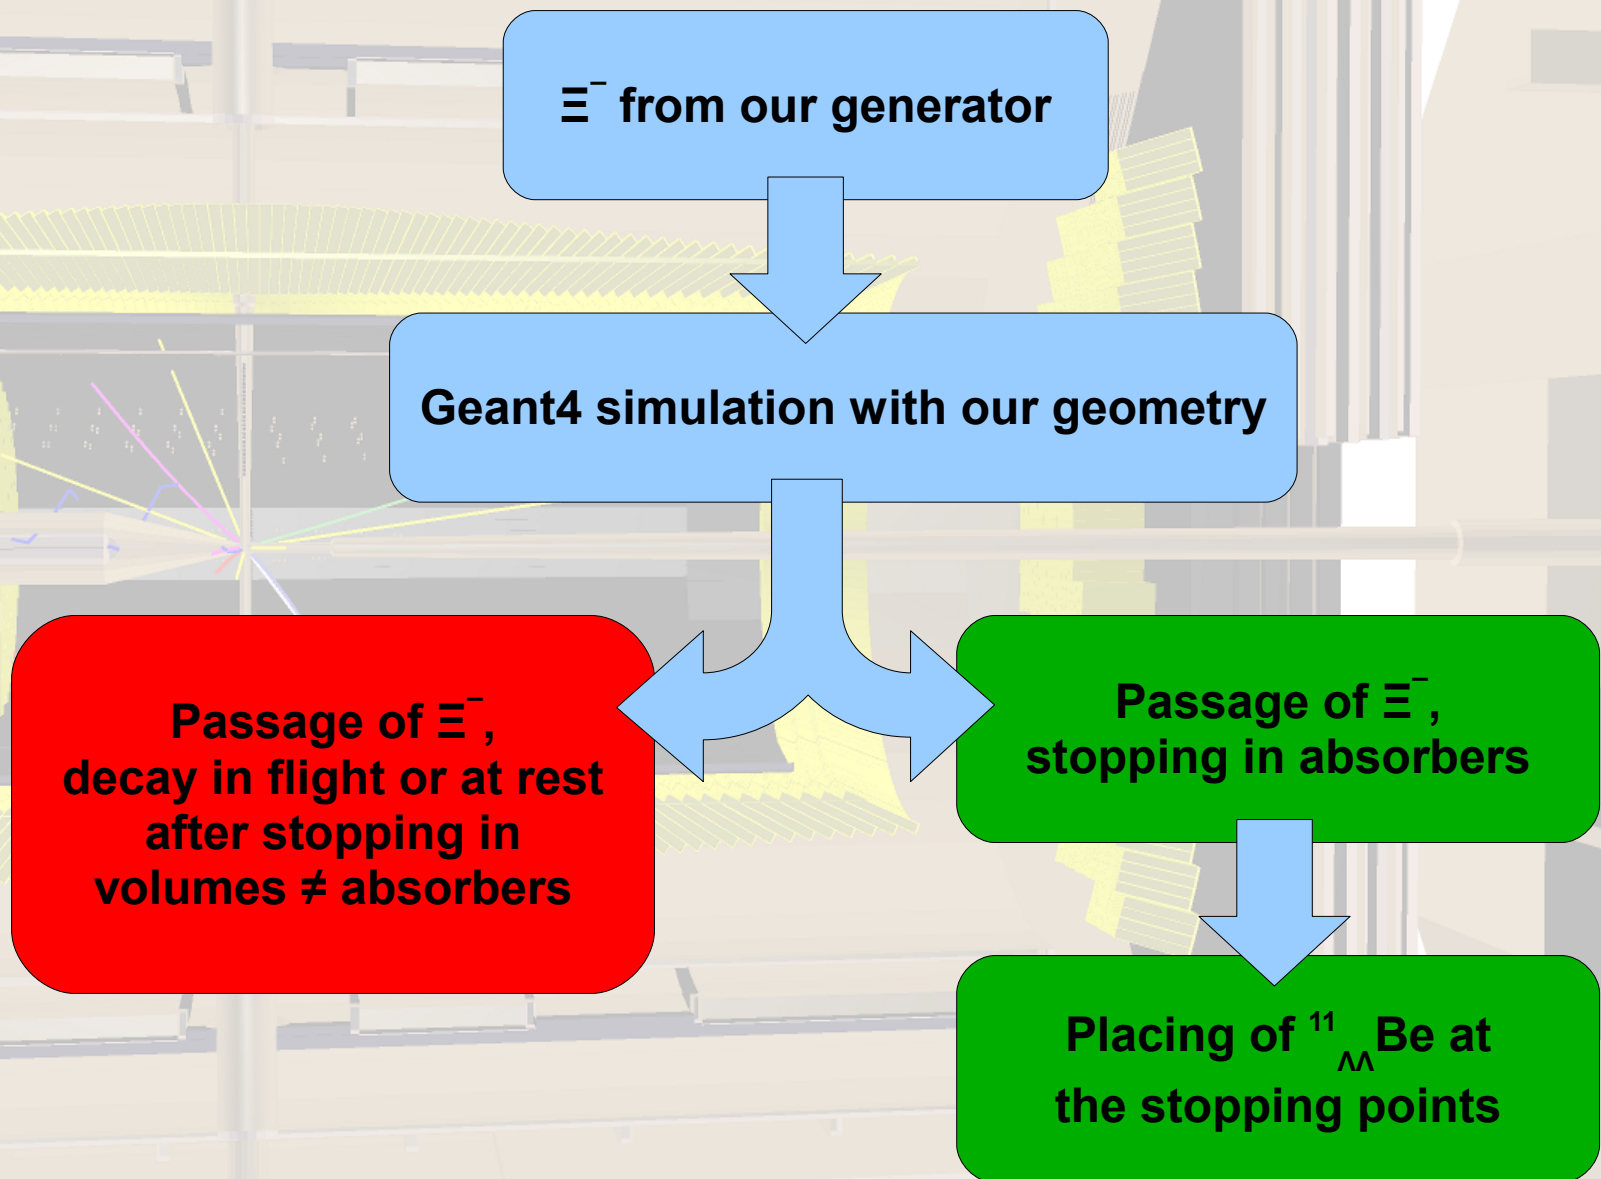 Ξ⁻ from our generator
Geant4 simulation with our geometry
Passage of Ξ⁻,
decay in flight or at rest
after stopping in
volumes ≠ absorbers
Passage of Ξ⁻,
stopping in absorbers
Placing of ¹¹ΛΛBe at
the stopping points